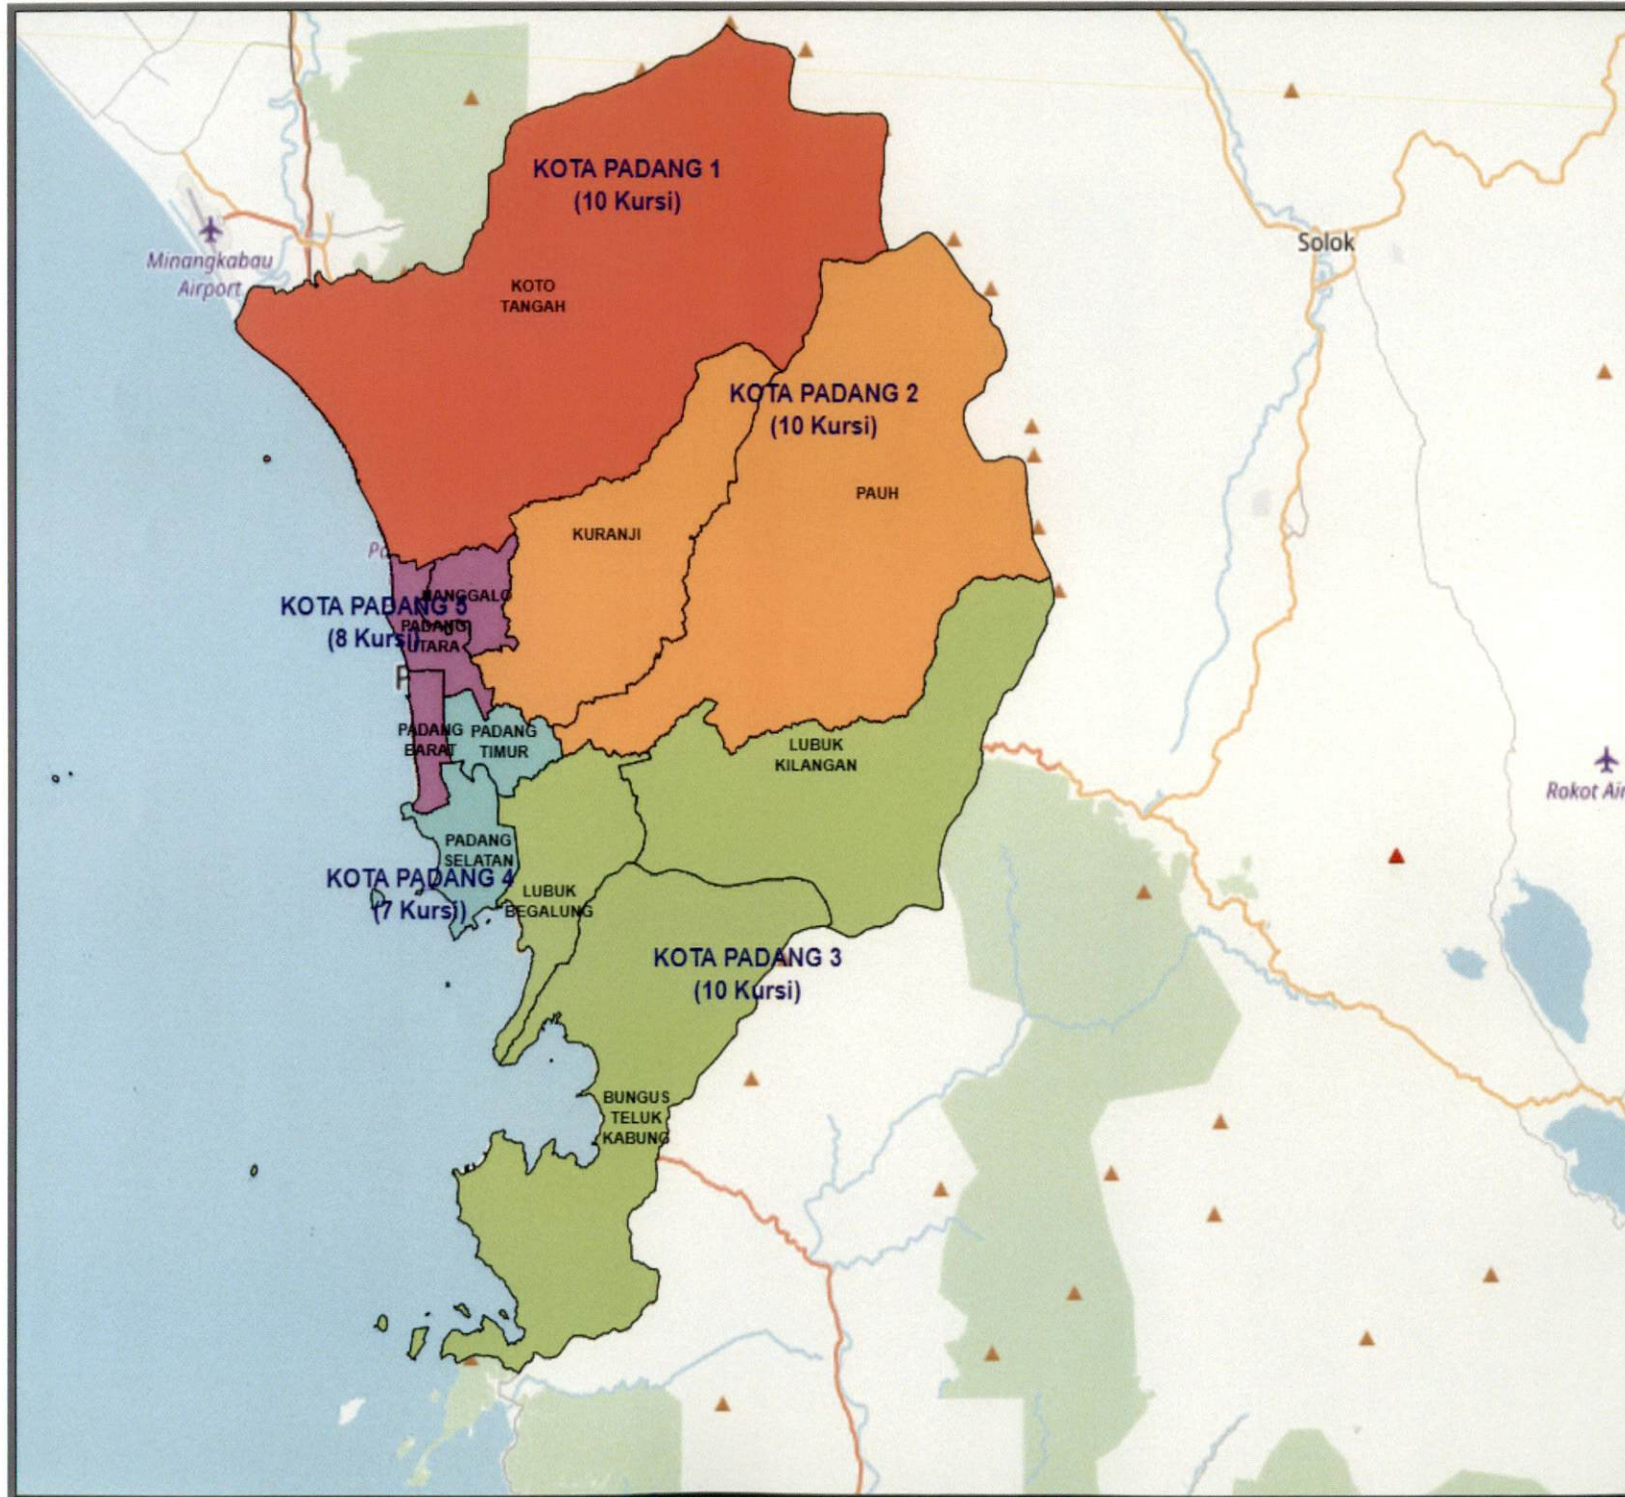 KOTA PADANG 1
(10 Kursi)
KOTO
TANGAH
Minangkabau
Airport
Solok
KOTA PADANG 2
(10 Kursi)
PAUH
KURANJI
NANGGALO
KOTA PADANG 5
(8 Kursi)
PADANG
UTARA
PADANG
BARAT
PADANG
TIMUR
LUBUK
KILANGAN
PADANG
SELATAN
KOTA PADANG 4
(7 Kursi)
LUBUK
BEGALUNG
KOTA PADANG 3
(10 Kursi)
BUNGUS
TELUK
KABUNG
Rokot Air